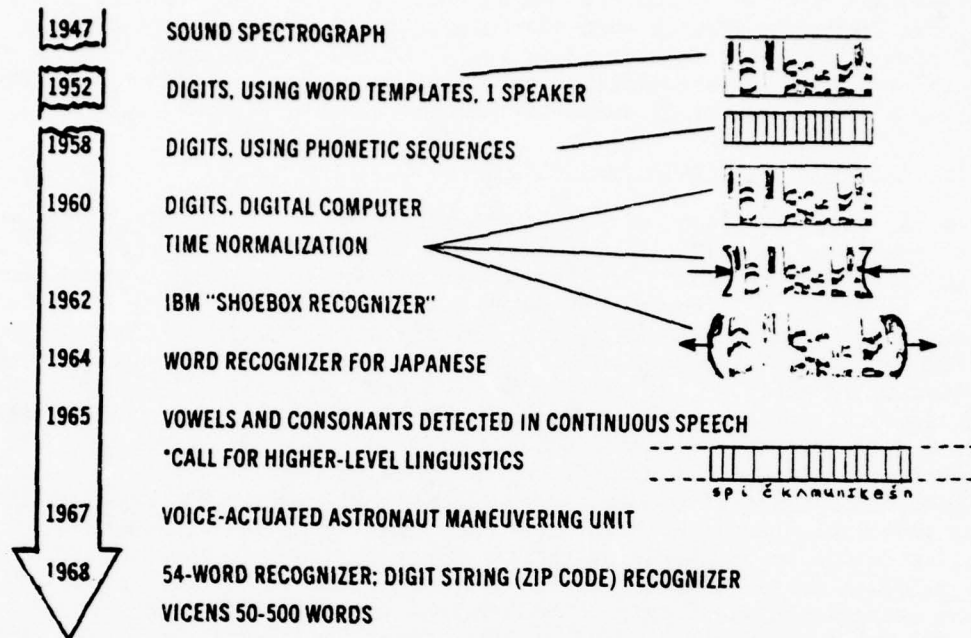 1947 SOUND SPECTROGRAPH
1952 DIGITS, USING WORD TEMPLATES, 1 SPEAKER
1958 DIGITS, USING PHONETIC SEQUENCES
1960 DIGITS, DIGITAL COMPUTER
TIME NORMALIZATION
1962 IBM "SHOEBOX RECOGNIZER"
1964 WORD RECOGNIZER FOR JAPANESE
1965 VOWELS AND CONSONANTS DETECTED IN CONTINUOUS SPEECH
*CALL FOR HIGHER-LEVEL LINGUISTICS
s p i č k ʌ m u n ɪ k e š n
1967 VOICE-ACTUATED ASTRONAUT MANEUVERING UNIT
1968 54-WORD RECOGNIZER; DIGIT STRING (ZIP CODE) RECOGNIZER
VICENS 50-500 WORDS